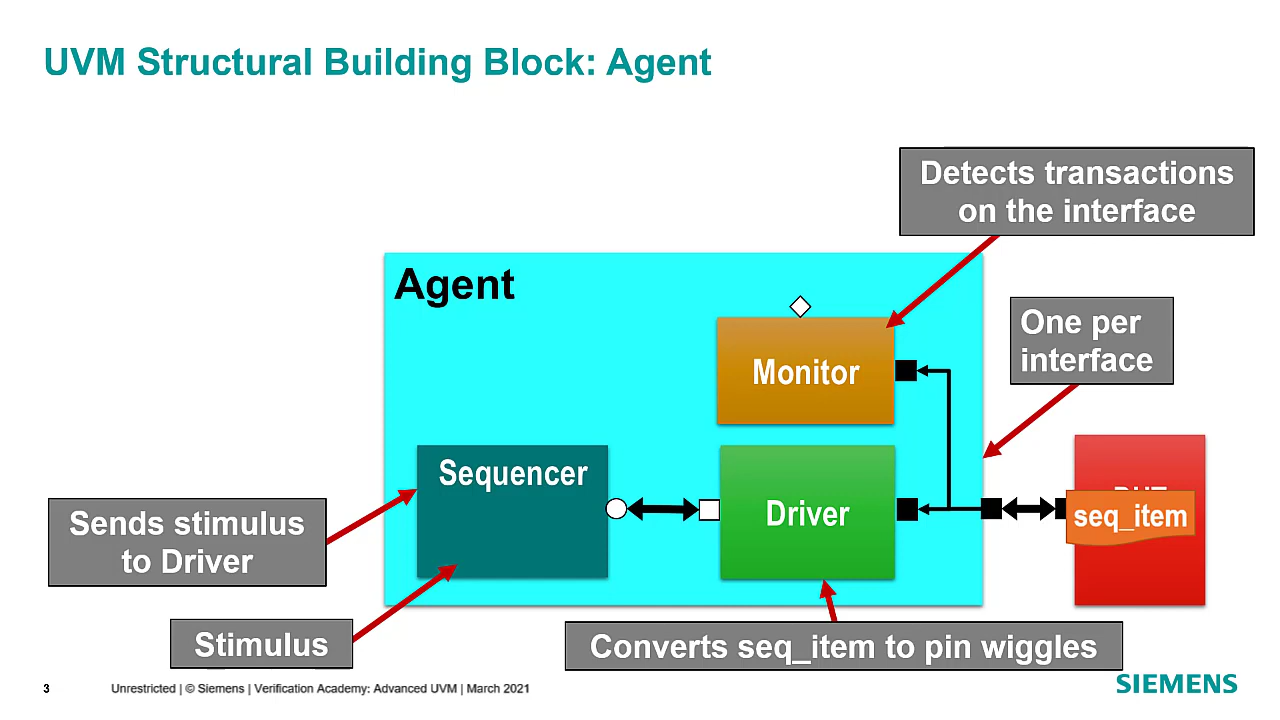 UVM Structural Building Block: Agent
Detects transactions
on the interface
Agent
One per
interface
Monitor
Sequencer
Driver
seq_item
Sends stimulus
to Driver
Stimulus
Converts seq_item to pin wiggles
3
Unrestricted | © Siemens | Verification Academy: Advanced UVM | March 2021
SIEMENS